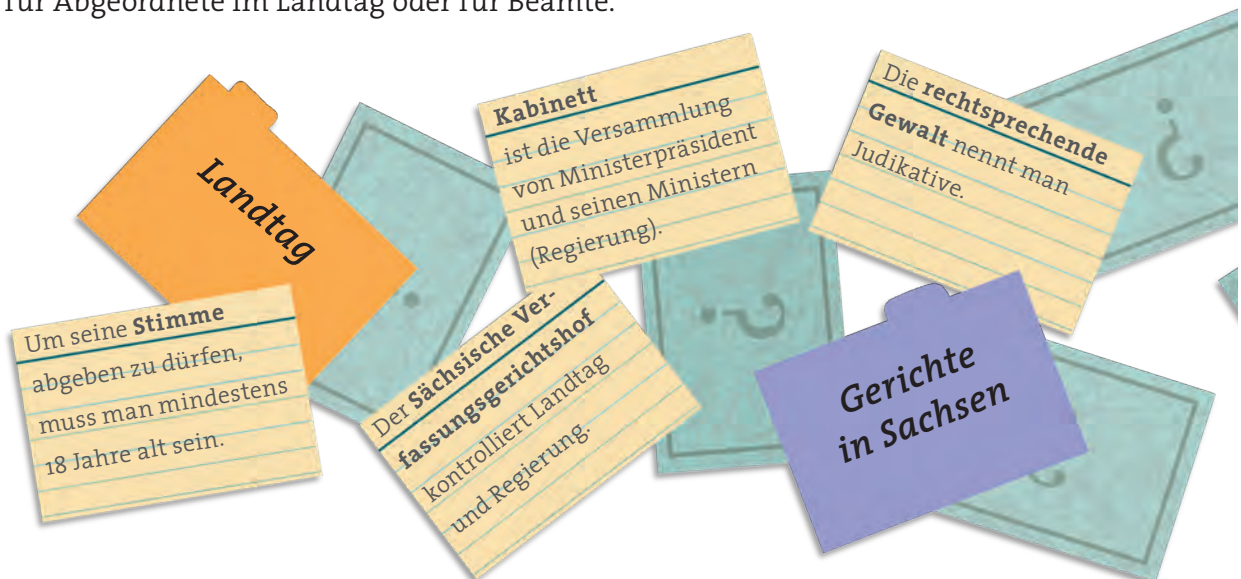 für Abgeordnete im Landtag oder für Beamte.
Landtag
Kabinett
ist die Versammlung
von Ministerpräsident
und seinen Ministern
(Regierung).
Die rechtsprechende
Gewalt nennt man
Judikative.
Um seine Stimme
abgeben zu dürfen,
muss man mindestens
18 Jahre alt sein.
Der Sächsische Ver-
fassungsgerichtshof
kontrolliert Landtag
und Regierung.
Gerichte
in Sachsen
?
?
?